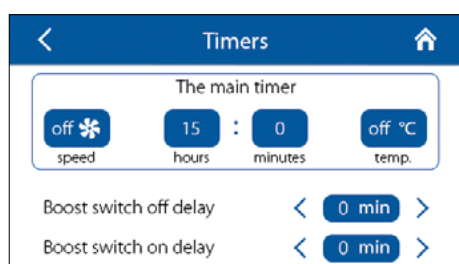 Timers
The main timer
off 15 : 0 off °C
speed hours minutes temp.
Boost switch off delay < 0 min >
Boost switch on delay < 0 min >